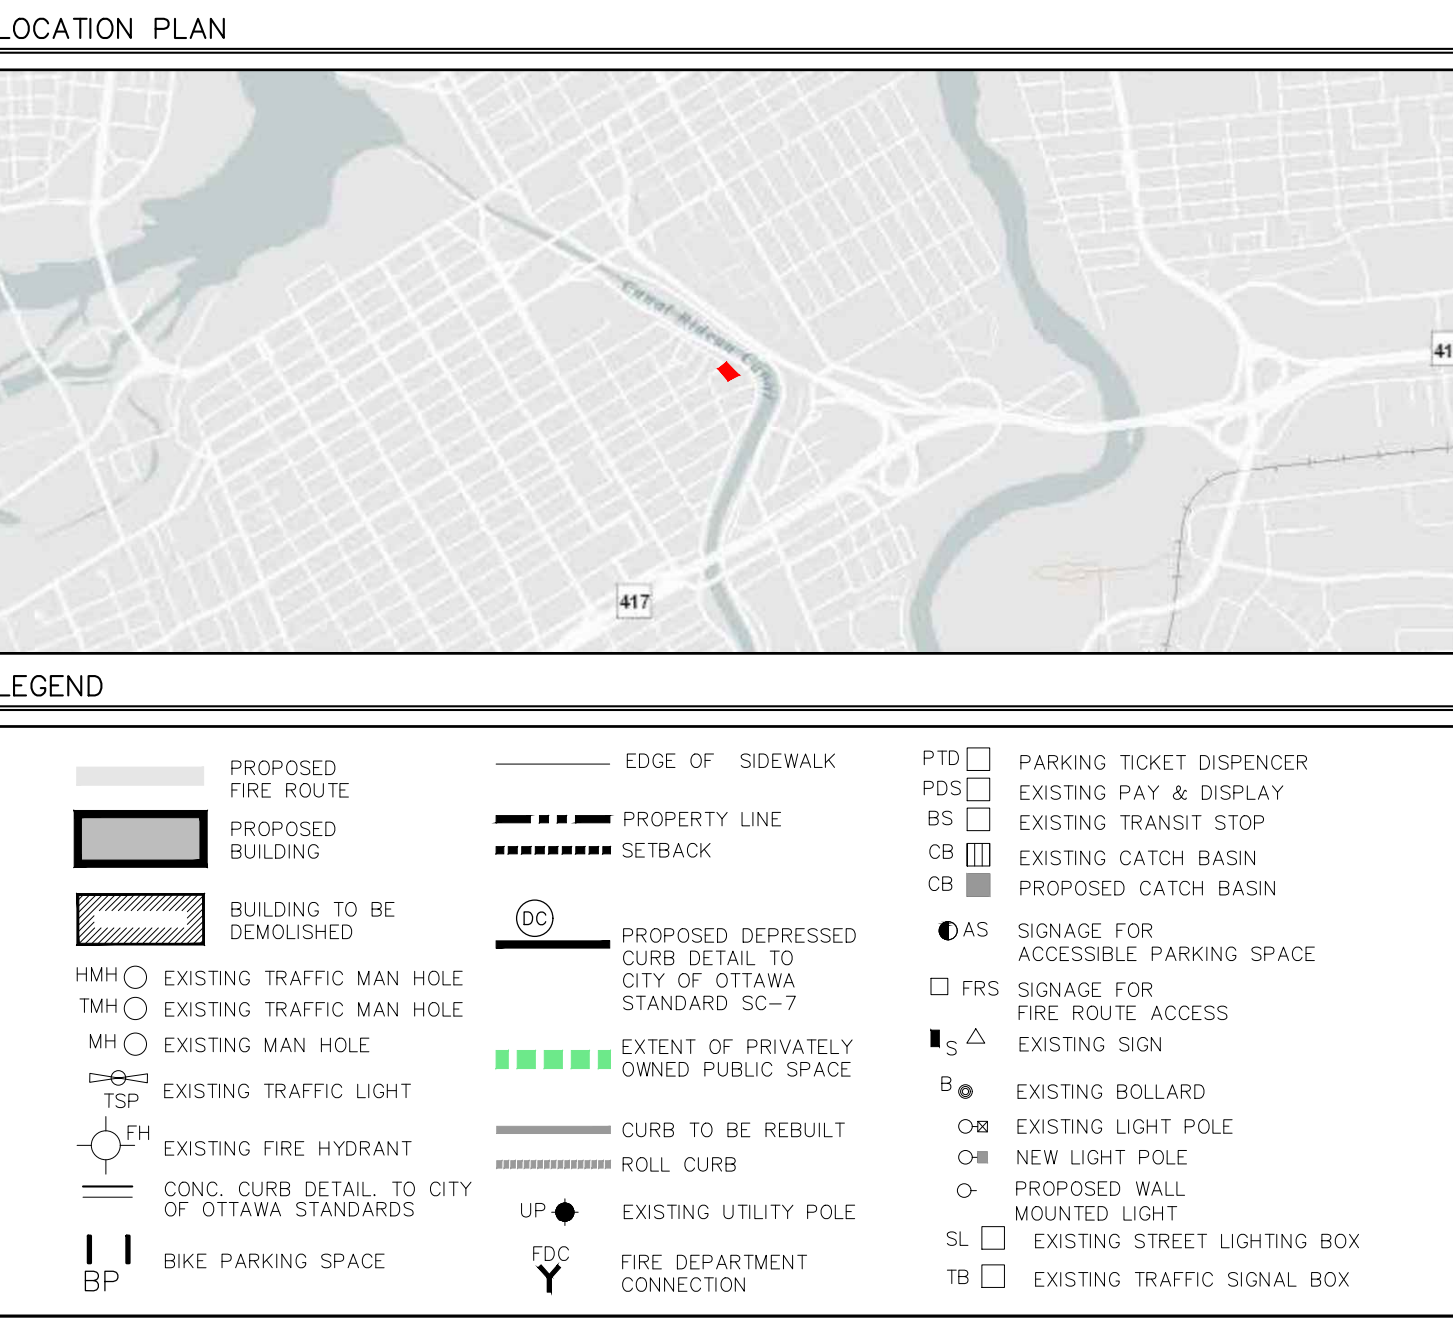 LOCATION PLAN
Canal Rideau Canal
41
417
LEGEND
PROPOSED
FIRE ROUTE
PROPOSED
BUILDING
BUILDING TO BE
DEMOLISHED
HMH EXISTING TRAFFIC MAN HOLE
TMH EXISTING TRAFFIC MAN HOLE
MH EXISTING MAN HOLE
TSP EXISTING TRAFFIC LIGHT
FH EXISTING FIRE HYDRANT
CONC. CURB DETAIL. TO CITY
OF OTTAWA STANDARDS
BP BIKE PARKING SPACE
EDGE OF SIDEWALK
PROPERTY LINE
SETBACK
DC
PROPOSED DEPRESSED
CURB DETAIL TO
CITY OF OTTAWA
STANDARD SC-7
EXTENT OF PRIVATELY
OWNED PUBLIC SPACE
CURB TO BE REBUILT
ROLL CURB
UP EXISTING UTILITY POLE
FDC
FIRE DEPARTMENT
CONNECTION
PTD PARKING TICKET DISPENCER
PDS EXISTING PAY & DISPLAY
BS EXISTING TRANSIT STOP
CB EXISTING CATCH BASIN
CB PROPOSED CATCH BASIN
AS SIGNAGE FOR
ACCESSIBLE PARKING SPACE
FRS SIGNAGE FOR
FIRE ROUTE ACCESS
S EXISTING SIGN
B EXISTING BOLLARD
EXISTING LIGHT POLE
NEW LIGHT POLE
PROPOSED WALL
MOUNTED LIGHT
SL EXISTING STREET LIGHTING BOX
TB EXISTING TRAFFIC SIGNAL BOX